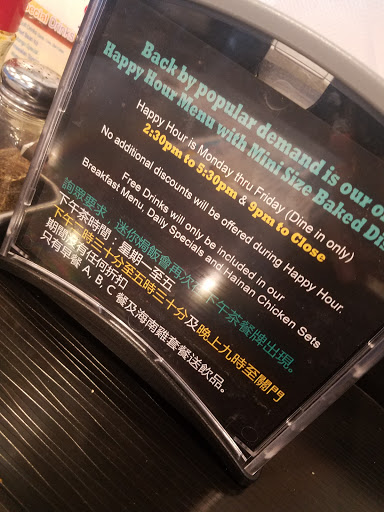 Back by popular demand is our o
Happy Hour Menu with Mini Size Baked Di
Happy Hour is Monday thru Friday (Dine in only)
2:30pm to 5:30pm & 9pm to Close
No additional discounts will be offered during Happy Hour.
Free Drinks will only be included in our
Breakfast Menu, Daily Specials and Hainan Chicken Sets
詢眾要求，迷你焗飯會再次 下午茶餐牌出現。
下午茶時間：星期一至五
下午二時三十分至五時三十分及晚上九時至關門
期間 有任何折扣
只有早餐 A, B, C 餐及海南雞套餐送飲品。